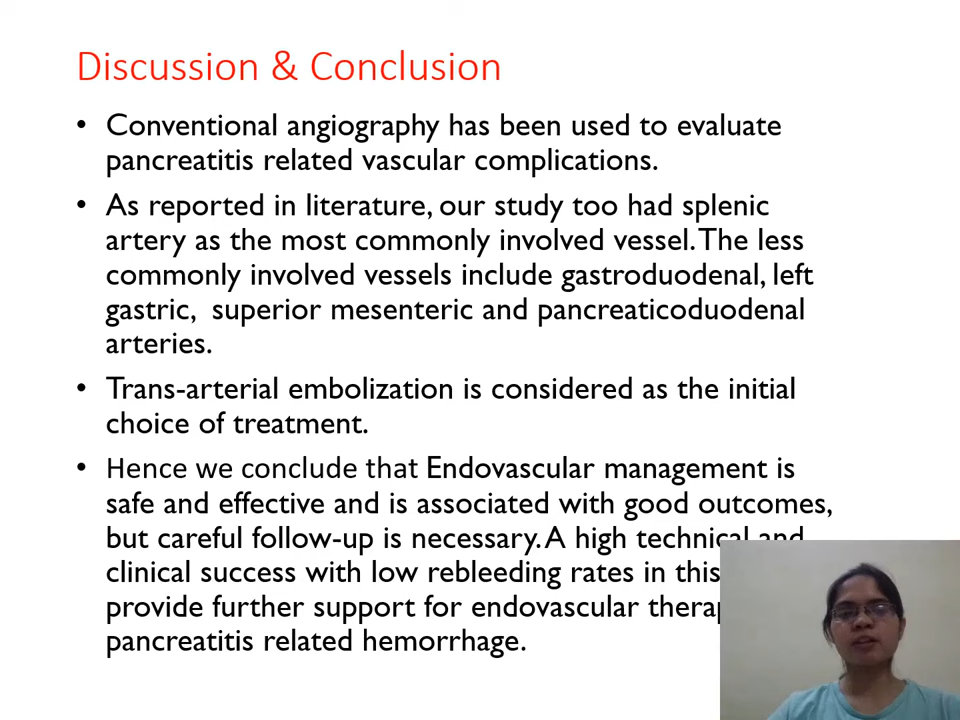 Discussion & Conclusion
• Conventional angiography has been used to evaluate
pancreatitis related vascular complications.
• As reported in literature, our study too had splenic
artery as the most commonly involved vessel. The less
commonly involved vessels include gastroduodenal, left
gastric, superior mesenteric and pancreaticoduodenal
arteries.
• Trans-arterial embolization is considered as the initial
choice of treatment.
• Hence we conclude that Endovascular management is
safe and effective and is associated with good outcomes,
but careful follow-up is necessary. A high technical and
clinical success with low rebleeding rates in this
provide further support for endovascular
pancreatitis related hemorrhage.